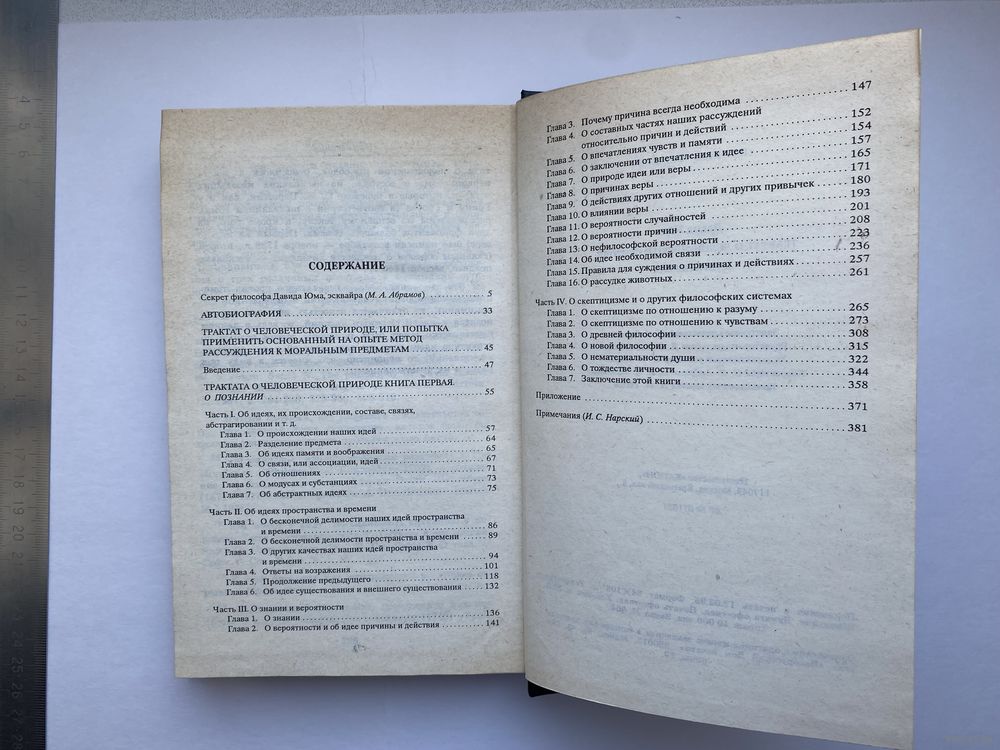 СОДЕРЖАНИЕ
Секрет философа Давида Юма, эсквайра (М. А. Абрамов) 5
АВТОБИОГРАФИЯ 33
ТРАКТАТ О ЧЕЛОВЕЧЕСКОЙ ПРИРОДЕ, ИЛИ ПОПЫТКА
ПРИМЕНИТЬ ОСНОВАННЫЙ НА ОПЫТЕ МЕТОД
РАССУЖДЕНИЯ К МОРАЛЬНЫМ ПРЕДМЕТАМ 45
Введение 47
ТРАКТАТА О ЧЕЛОВЕЧЕСКОЙ ПРИРОДЕ КНИГА ПЕРВАЯ.
О ПОЗНАНИИ 55
Часть I. Об идеях, их происхождении, составе, связях,
абстрагировании и т. д.
Глава 1. О происхождении наших идей 57
Глава 2. Разделение предмета 64
Глава 3. Об идеях памяти и воображения 65
Глава 4. О связи, или ассоциации, идей 67
Глава 5. Об отношениях 71
Глава 6. О модусах и субстанциях 73
Глава 7. Об абстрактных идеях 75
Часть II. Об идеях пространства и времени
Глава 1. О бесконечной делимости наших идей пространства
и времени 86
Глава 2. О бесконечной делимости пространства и времени 89
Глава 3. О других качествах наших идей пространства
и времени 94
Глава 4. Ответы на возражения 101
Глава 5. Продолжение предыдущего 118
Глава 6. Об идее существования и внешнего существования 132
Часть III. О знании и вероятности
Глава 1. О знании 136
Глава 2. О вероятности и об идее причины и действия 141
Глава 3. Почему причина всегда необходима 147
Глава 4. О составных частях наших рассуждений
относительно причин и действий 152
Глава 5. О впечатлениях чувств и памяти 154
Глава 6. О заключении от впечатления к идее 157
Глава 7. О природе идеи или веры 165
Глава 8. О причинах веры 171
Глава 9. О действиях других отношений и других привычек 180
Глава 10. О влиянии веры 193
Глава 11. О вероятности случайностей 201
Глава 12. О вероятности причин 208
Глава 13. О нефилософской вероятности 223
Глава 14. Об идее необходимой связи 236
Глава 15. Правила для суждения о причинах и действиях 257
Глава 16. О рассудке животных 261
Часть IV. О скептицизме и о других философских системах
Глава 1. О скептицизме по отношению к разуму 265
Глава 2. О скептицизме по отношению к чувствам 273
Глава 3. О древней философии 308
Глава 4. О новой философии 315
Глава 5. О нематериальности души 322
Глава 6. О тождестве личности 344
Глава 7. Заключение этой книги 358
Приложение 371
Примечания (И. С. Нарский) 381